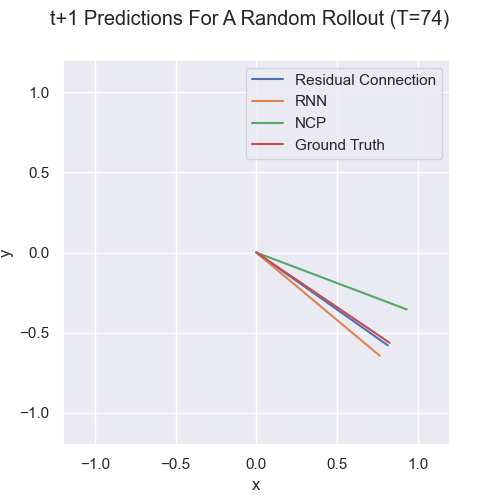 t+1 Predictions For A Random Rollout (T=74)
Residual Connection
RNN
NCP
Ground Truth
1.0
0.5
0.0
−0.5
−1.0
y
−1.0 −0.5 0.0 0.5 1.0
x